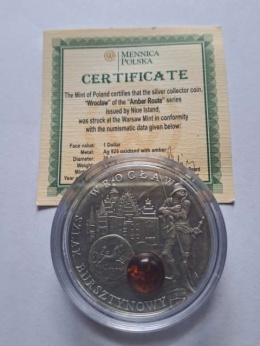 MENNICA
POLSKA
CERTIFICATE
The Mint of Poland certifies that the silver collector coin,
"Wrocław" of the "Amber Route" series
issued by Niue Island,
was struck at the Warsaw Mint in conformity
with the numismatic data given below:
Face value: 1 Dollar
Metal: Ag 925 oxidized with amber
WROCŁAW
SZLAK BURSZTYNOWY